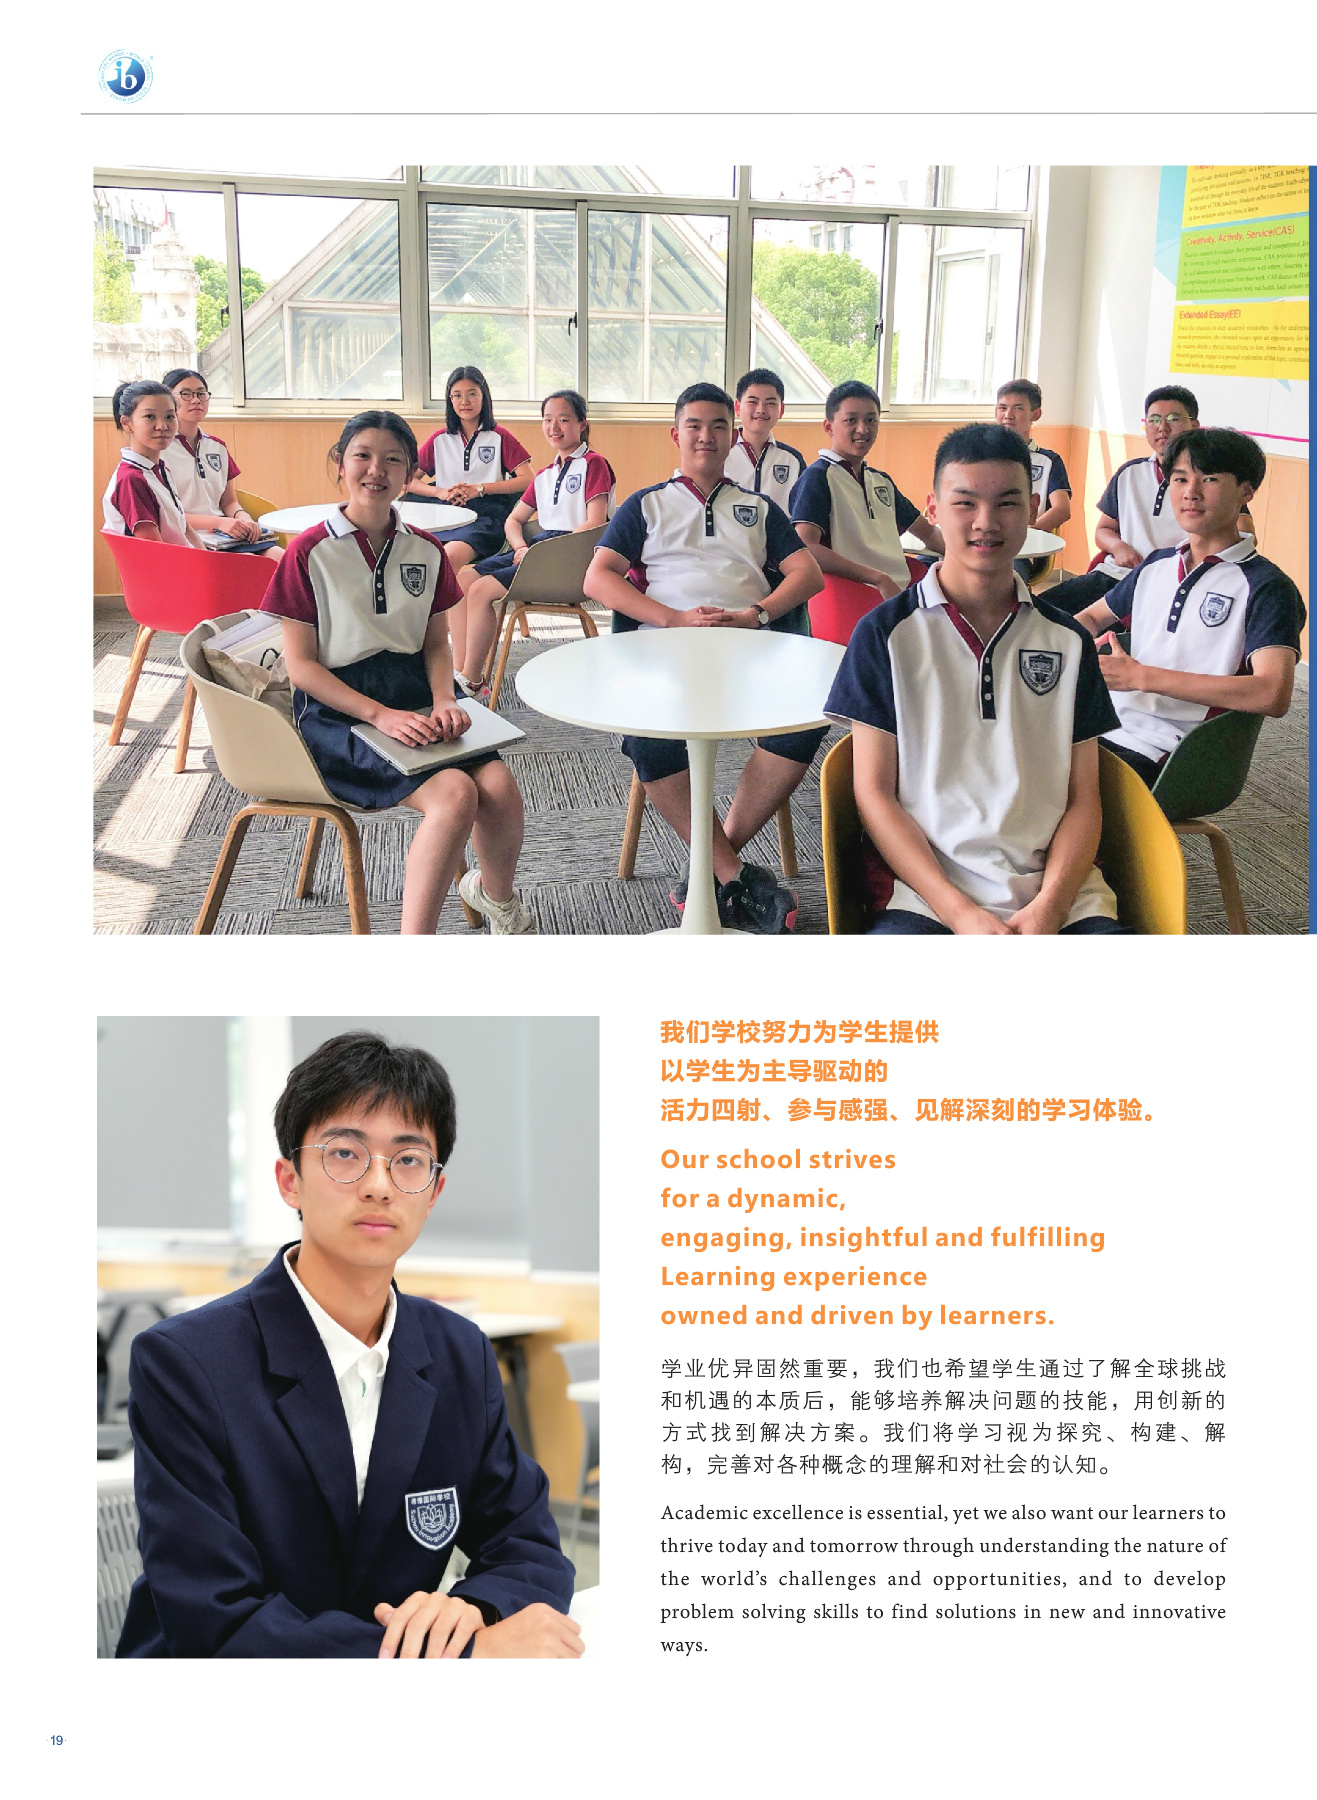 Creativity, Activity, Service(CAS)
Extended Essay(EE)
我们学校努力为学生提供
以学生为主导驱动的
活力四射、参与感强、见解深刻的学习体验。
Our school strives
for a dynamic,
engaging, insightful and fulfilling
Learning experience
owned and driven by learners.
学业优异固然重要，我们也希望学生通过了解全球挑战
和机遇的本质后，能够培养解决问题的技能，用创新的
方式找到解决方案。我们将学习视为探究、构建、解
构，完善对各种概念的理解和对社会的认知。
Academic excellence is essential, yet we also want our learners to
thrive today and tomorrow through understanding the nature of
the world’s challenges and opportunities, and to develop
problem solving skills to find solutions in new and innovative
ways.
19